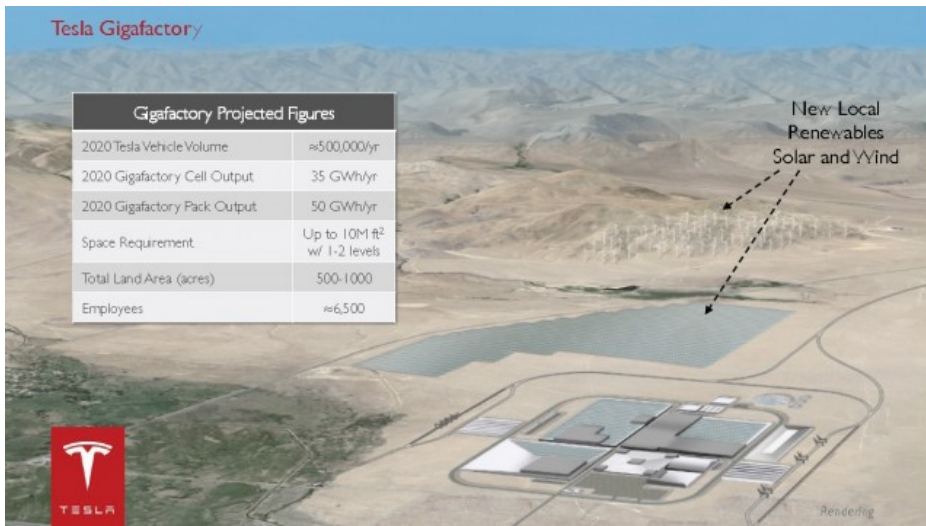 Tesla Gigafactory
Gigafactory Projected Figures
2020 Tesla Vehicle Volume ≈500,000/yr
2020 Gigafactory Cell Output 35 GWh/yr
2020 Gigafactory Pack Output 50 GWh/yr
Space Requirement Up to 10M ft² w/ 1-2 levels
Total Land Area (acres) 500-1000
Employees ≈6,500
New Local
Renewables
Solar and Wind
TESLA
Rendering